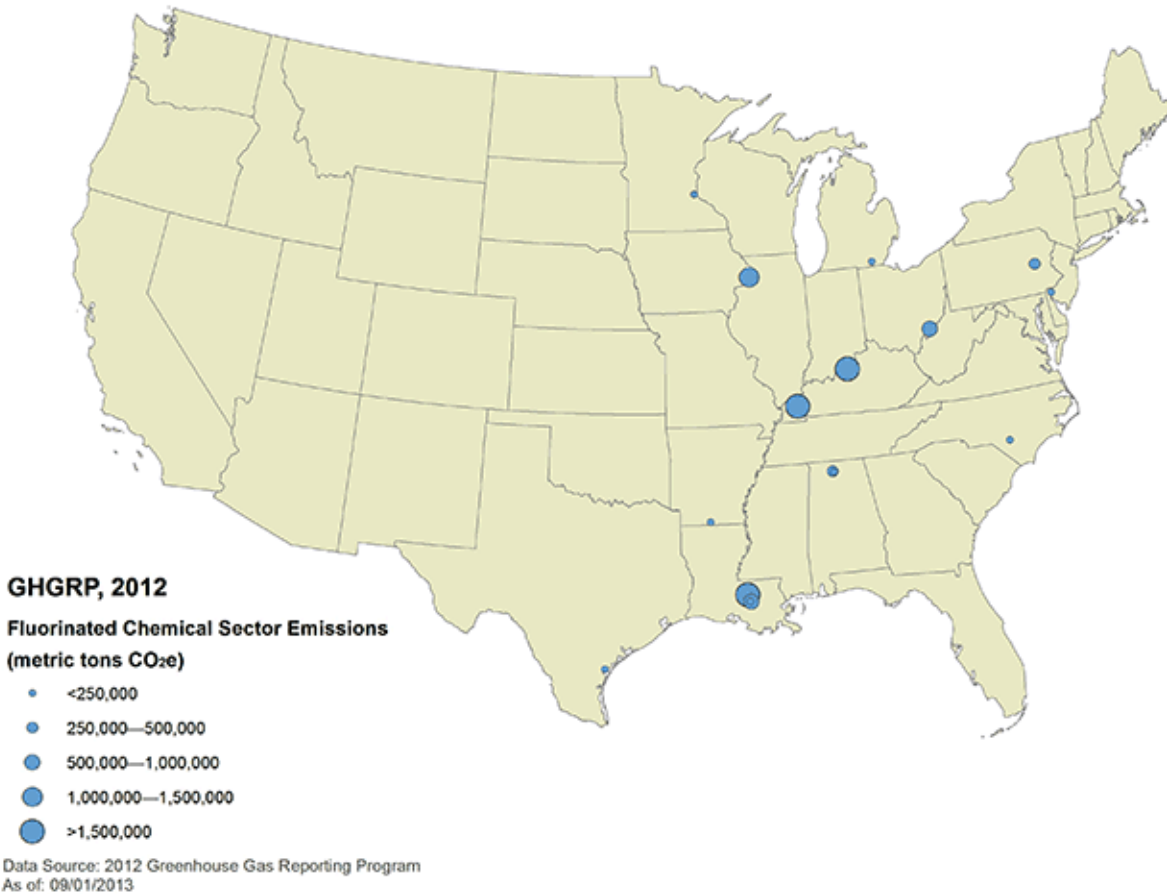 GHGRP, 2012
Fluorinated Chemical Sector Emissions
(metric tons CO₂e)
<250,000
250,000—500,000
500,000—1,000,000
1,000,000—1,500,000
>1,500,000
Data Source: 2012 Greenhouse Gas Reporting Program
As of: 09/01/2013